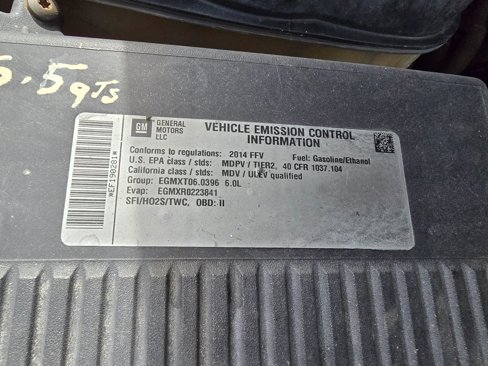 5.5 qts
GM
GENERAL MOTORS LLC
VEHICLE EMISSION CONTROL INFORMATION
Conforms to regulations: 2014 FFV Fuel: Gasoline/Ethanol
U.S. EPA class / stds: MDPV / TIER2, 40 CFR 1037.104
California class / stds: MDV / ULEV qualified
Group: EGMXT06.0396 6.0L
Evap: EGMXR0223841
SFI/HO2S/TWC, OBD: II
*EF190281*